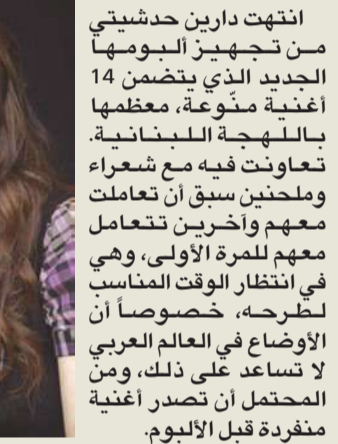 انتهت دارين حدشيتي
من تجهيز ألبومها
الجديد الذي يتضمن 14
أغنية منوّعة، معظمها
باللهجة اللبنانية.
تعاونت فيه مع شعراء
وملحنين سبق أن تعاملت
معهم وآخرين تتعامل
معهم للمرة الأولى، وهي
في انتظار الوقت المناسب
لطرحه، خصوصاً أن
الأوضاع في العالم العربي
لا تساعد على ذلك، ومن
المحتمل أن تصدر أغنية
منفردة قبل الألبوم.